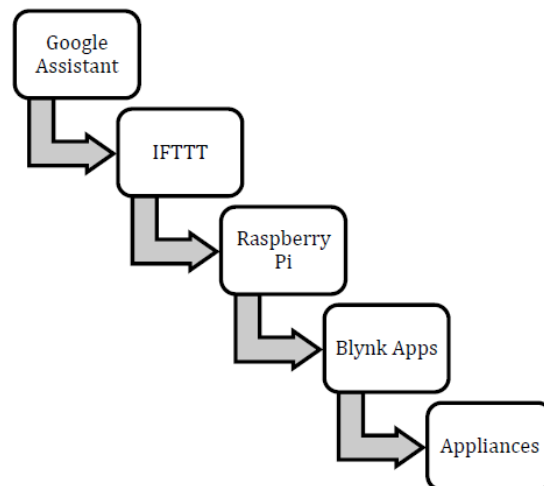 Google
Assistant
IFTTT
Raspberry
Pi
Blynk Apps
Appliances